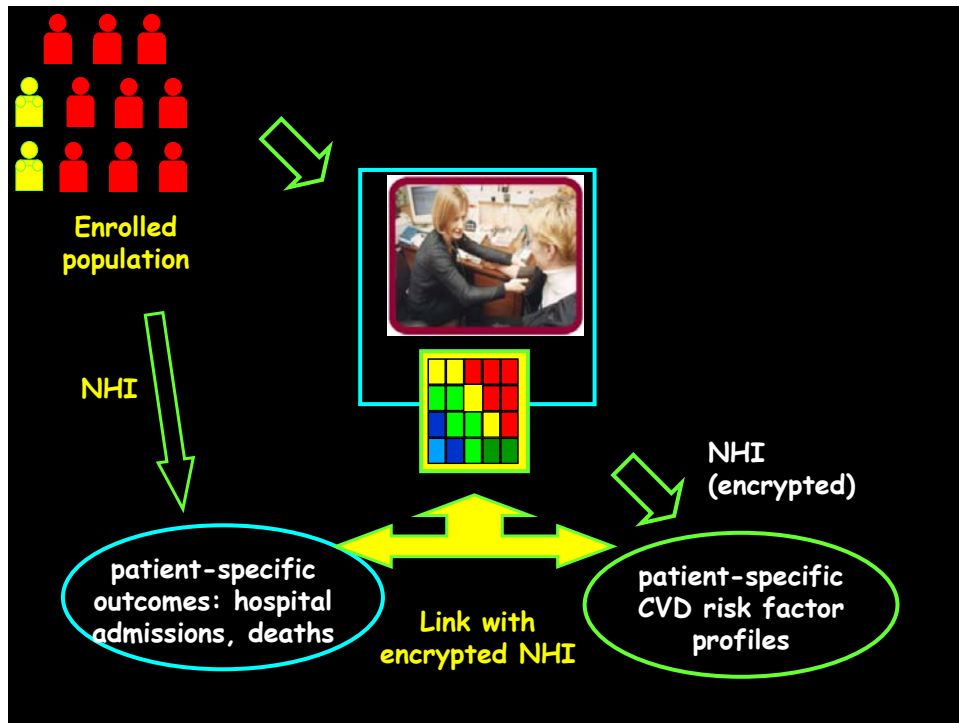 Enrolled
population
NHI
NHI
(encrypted)
patient-specific
outcomes: hospital
admissions, deaths
Link with
encrypted NHI
patient-specific
CVD risk factor
profiles